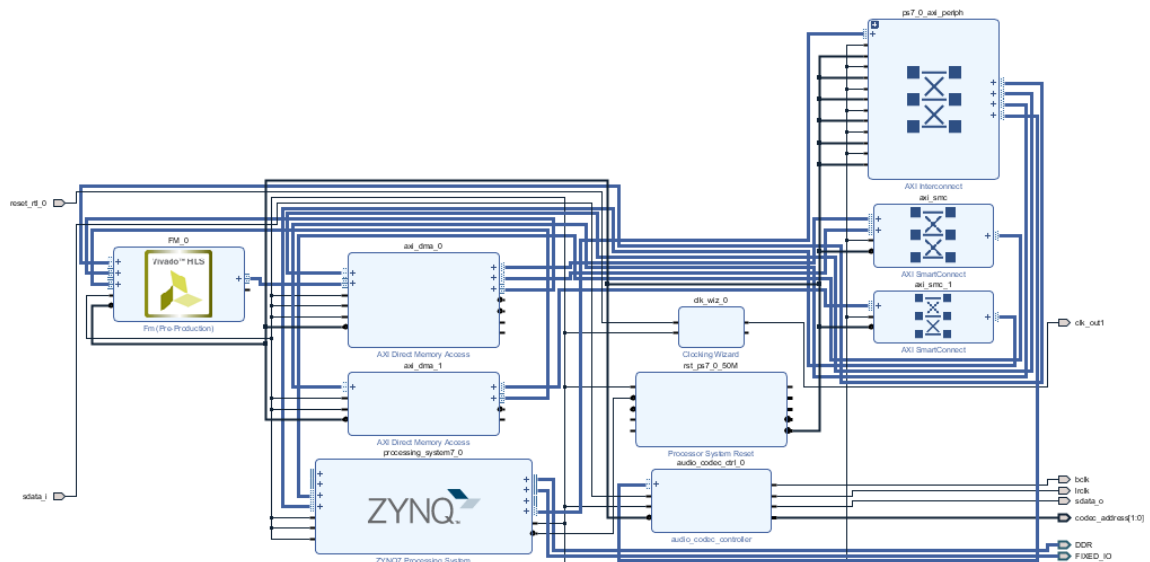 ps7_0_axi_periph
AXI Interconnect
reset_rtl_0
axi_smc
AXI SmartConnect
FM_0
Vivado™ HLS
Fm (Pre-Production)
axi_dma_0
AXI Direct Memory Access
axi_smc_1
AXI SmartConnect
clk_wiz_0
Clocking Wizard
clk_out1
axi_dma_1
AXI Direct Memory Access
rst_ps7_0_50M
Processor System Reset
processing_system7_0
ZYNQ
ZYNQ7 Processing System
audio_codec_ctrl_0
audio_codec_controller
sdata_i
bclk
lrclk
sdata_o
codec_address[1:0]
DDR
FIXED_IO